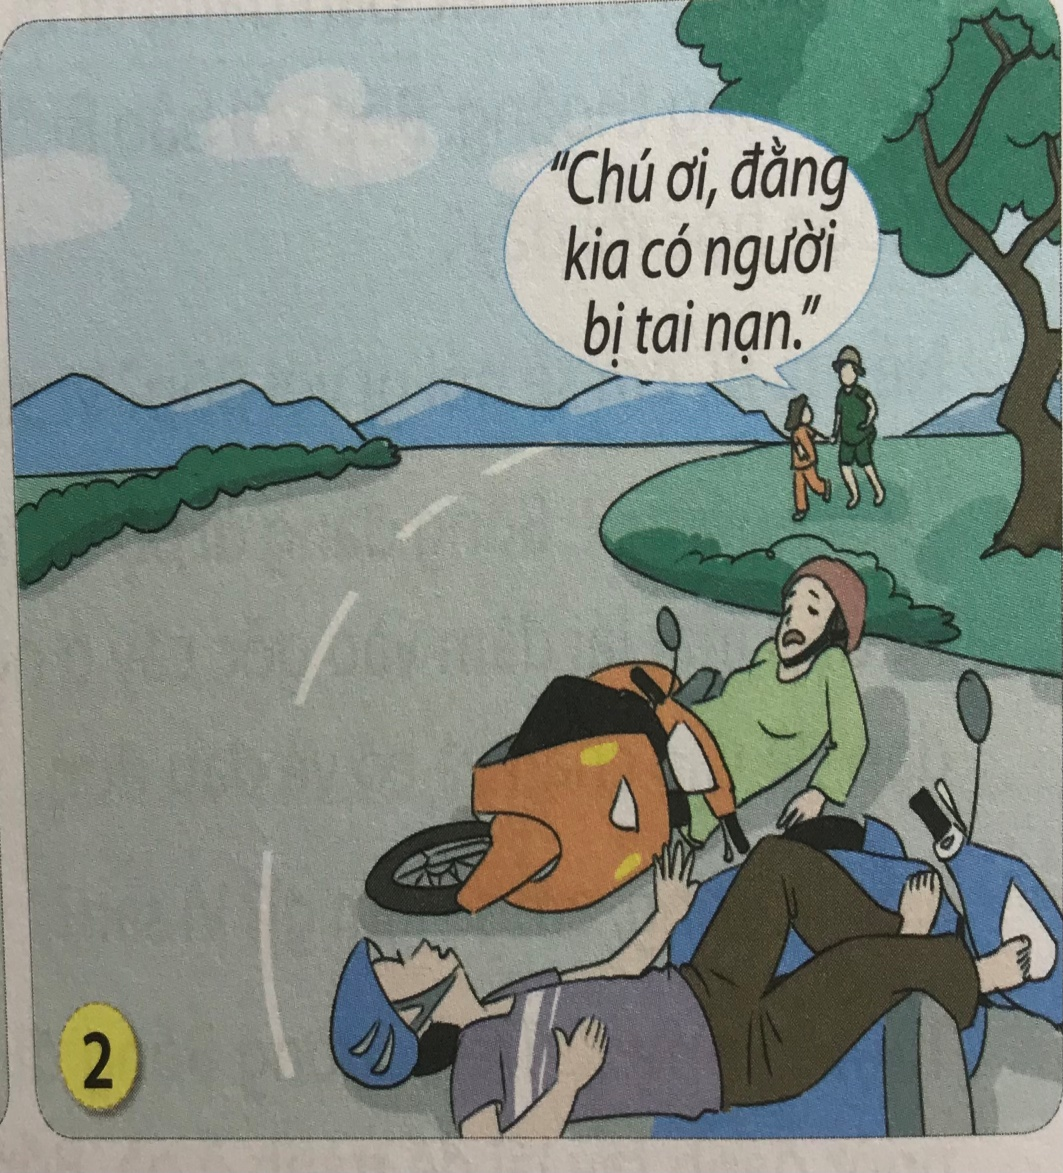 “Chú ơi, đằng
kia có người
bị tai nạn.”
2